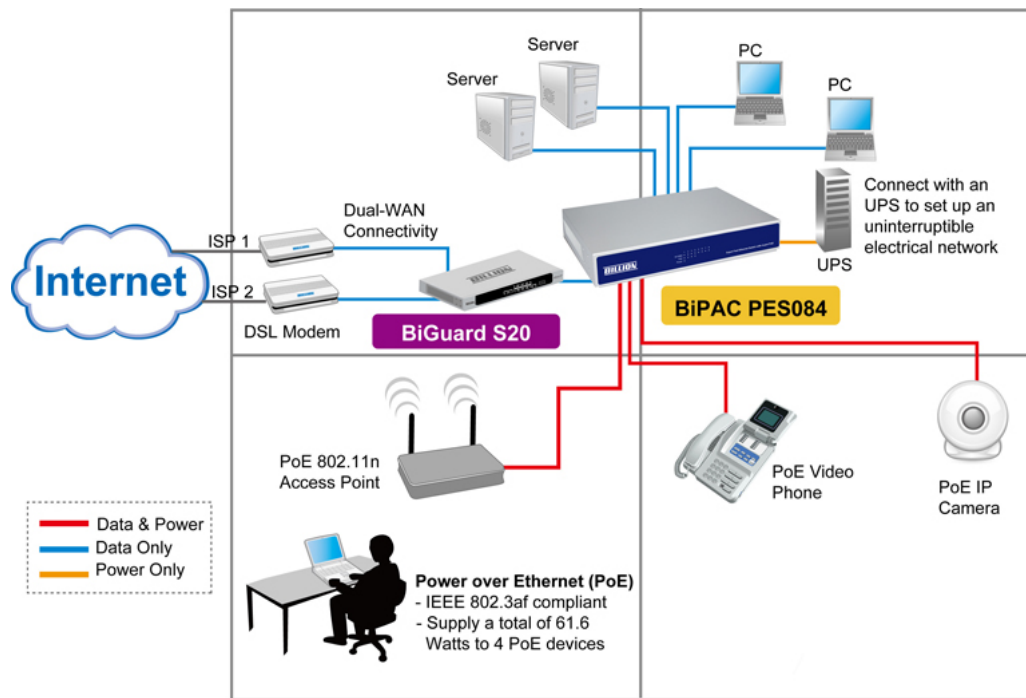 Server
Server
PC
PC
Dual-WAN
Connectivity
Connect with an
UPS to set up an
uninterruptible
electrical network
UPS
ISP 1
Internet
ISP 2
DSL Modem
BILLION
BILLION
BiGuard S20
BiPAC PES084
PoE 802.11n
Access Point
PoE Video
Phone
PoE IP
Camera
Data & Power
Data Only
Power Only
Power over Ethernet (PoE)
- IEEE 802.3af compliant
- Supply a total of 61.6
Watts to 4 PoE devices